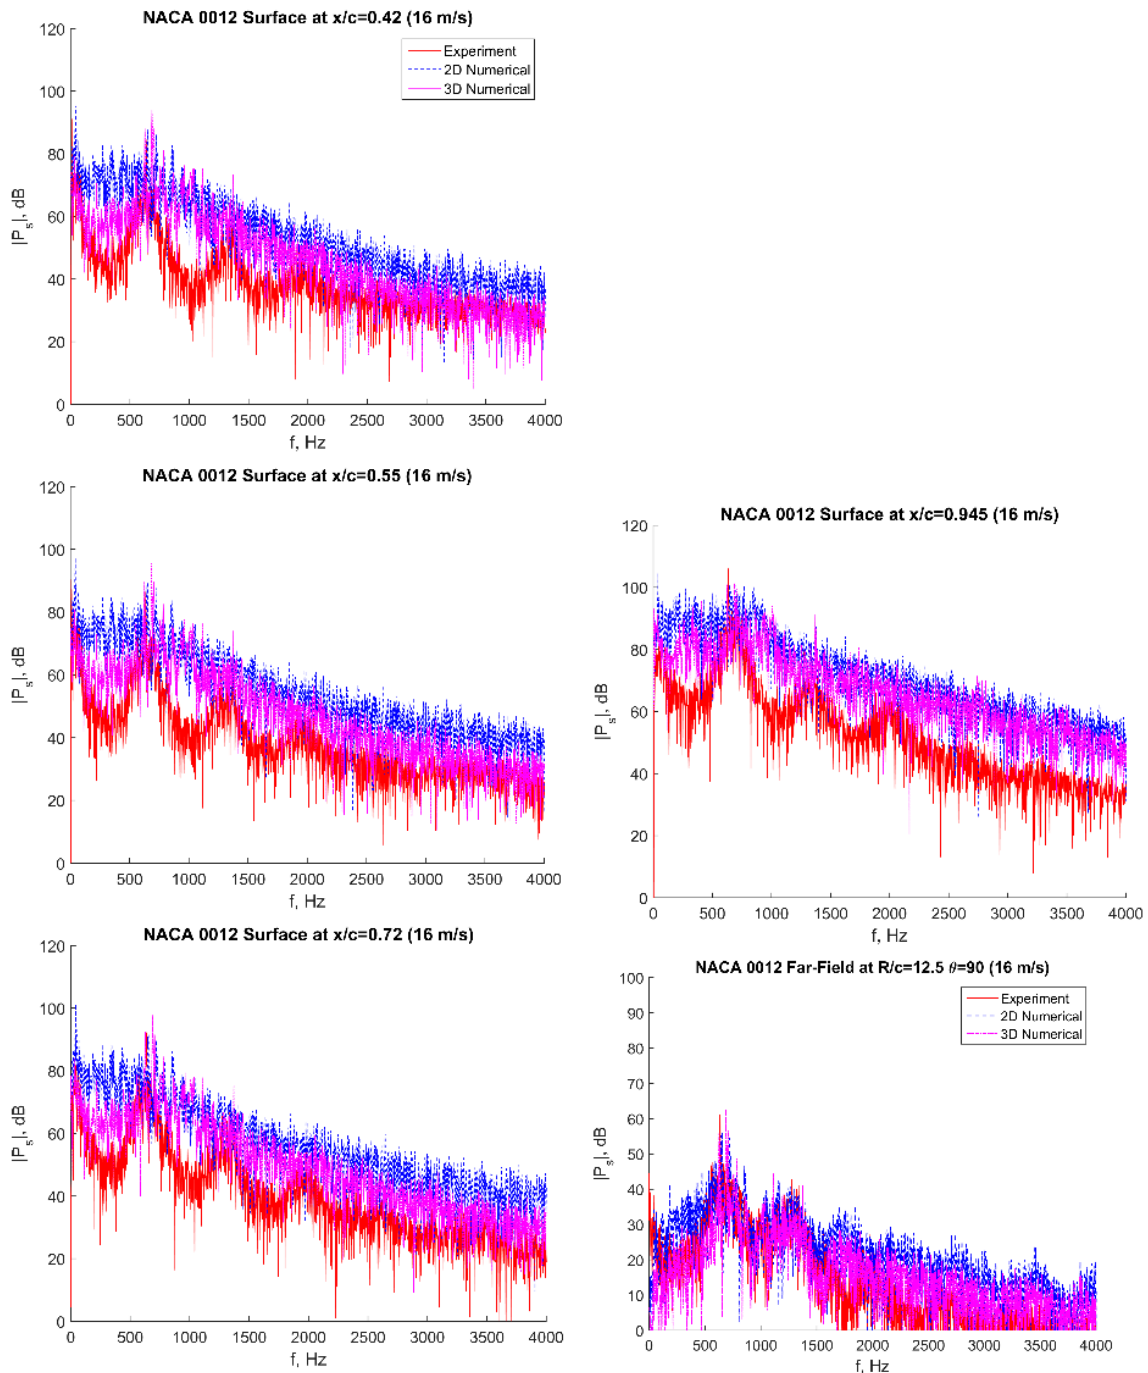 NACA 0012 Surface at x/c=0.42 (16 m/s)
120
100
80
60
40
20
0
|P_s|, dB
Experiment
2D Numerical
3D Numerical
0 500 1000 1500 2000 2500 3000 3500 4000
f, Hz
NACA 0012 Surface at x/c=0.55 (16 m/s)
120
100
80
60
40
20
0
|P_s|, dB
0 500 1000 1500 2000 2500 3000 3500 4000
f, Hz
NACA 0012 Surface at x/c=0.72 (16 m/s)
120
100
80
60
40
20
0
|P_s|, dB
0 500 1000 1500 2000 2500 3000 3500 4000
f, Hz
NACA 0012 Surface at x/c=0.945 (16 m/s)
120
100
80
60
40
20
0
|P_s|, dB
0 500 1000 1500 2000 2500 3000 3500 4000
f, Hz
NACA 0012 Far-Field at R/c=12.5 θ=90 (16 m/s)
100
90
80
70
60
50
40
30
20
10
0
|P_s|, dB
Experiment
2D Numerical
3D Numerical
0 500 1000 1500 2000 2500 3000 3500 4000
f, Hz